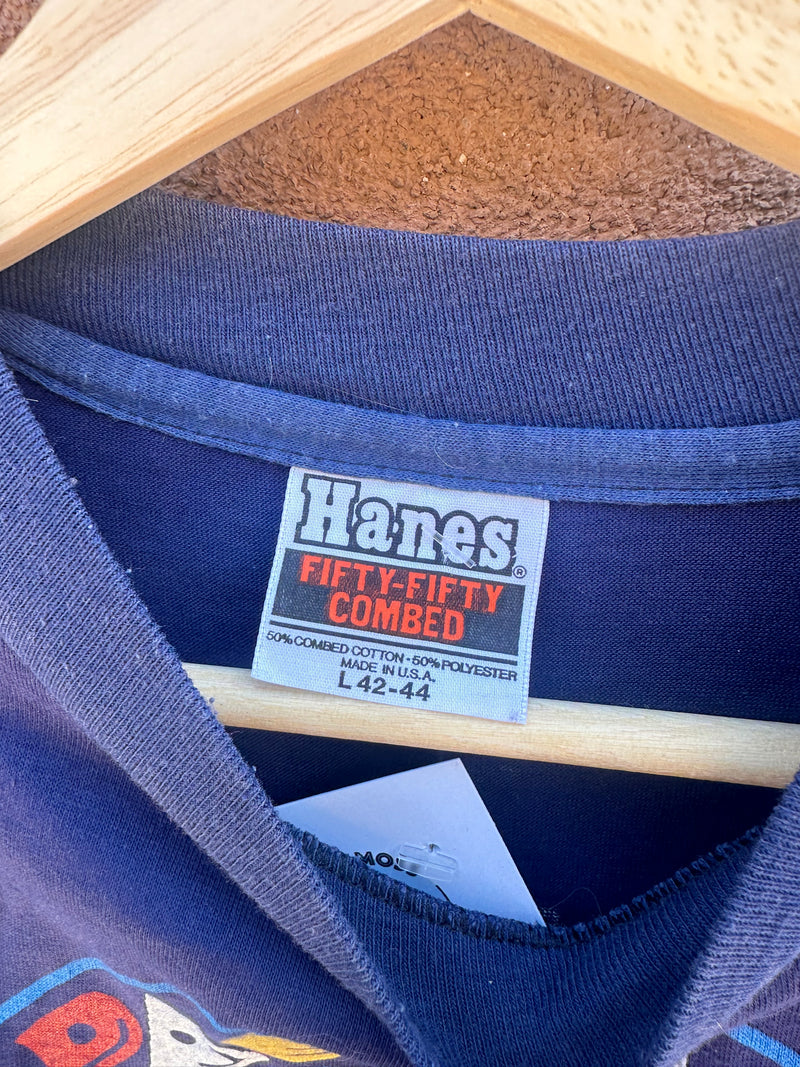 Hanes®
FIFTY-FIFTY
COMBED
50% COMBED COTTON - 50% POLYESTER
MADE IN U.S.A.
L 42-44